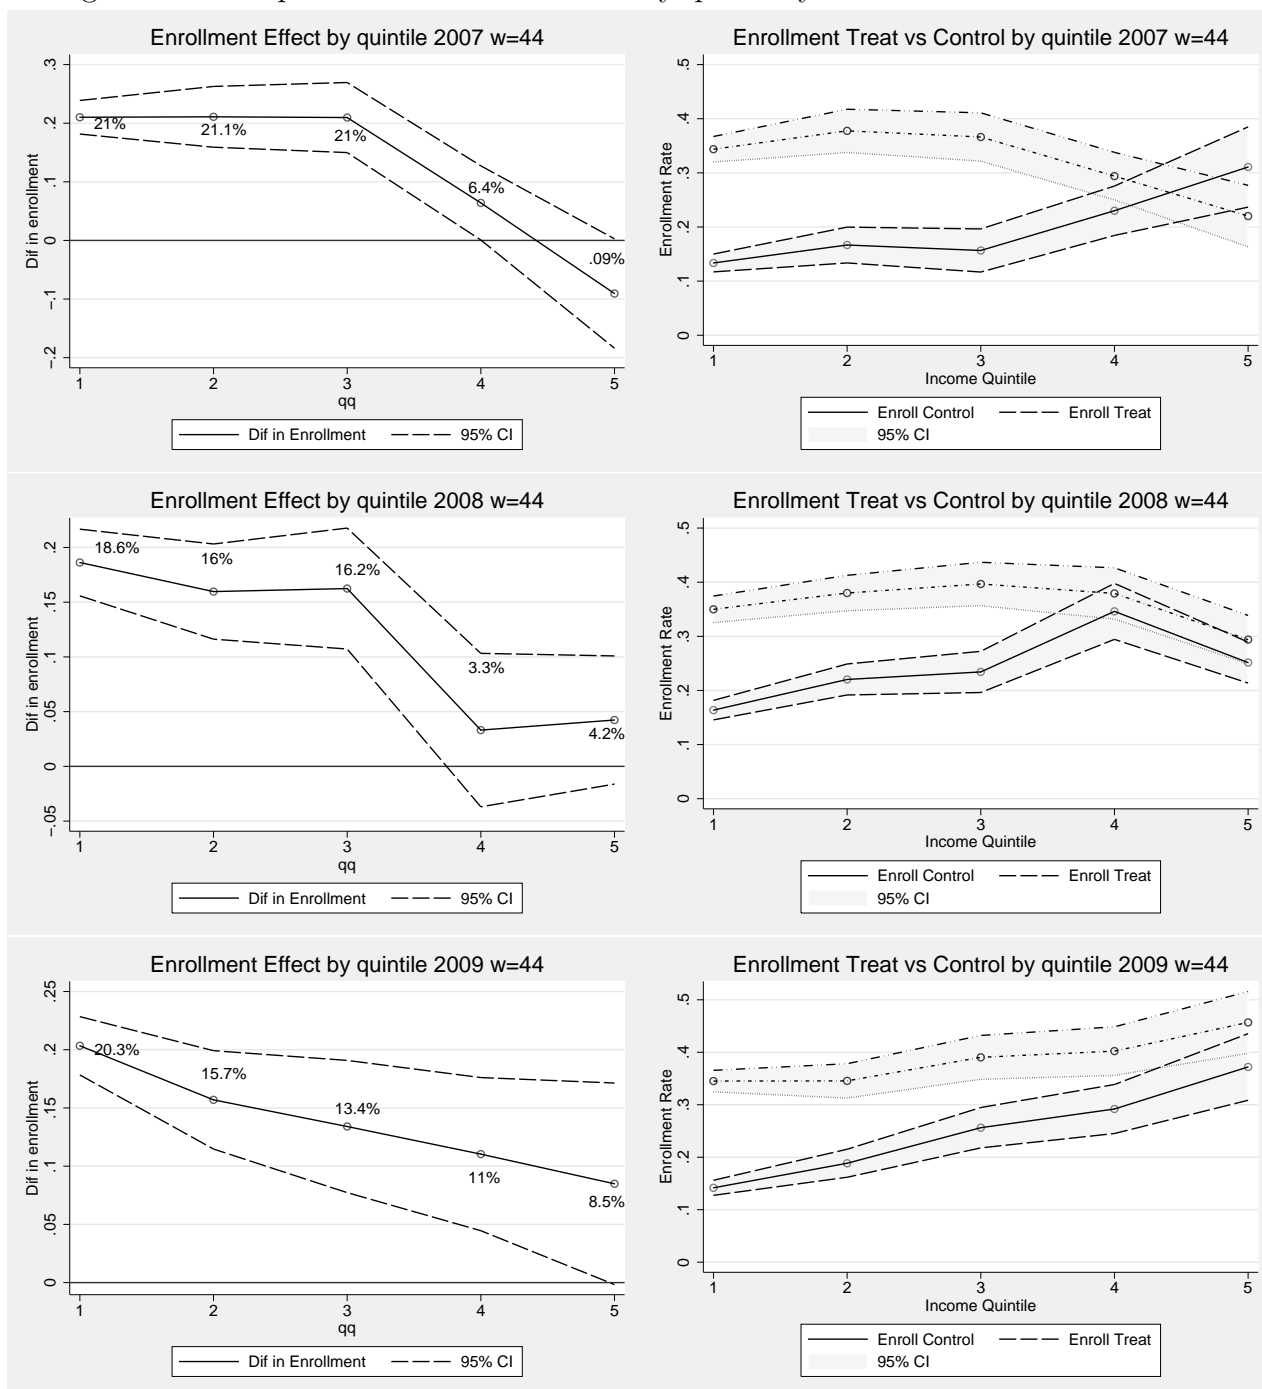 Enrollment Effect by quintile 2007 w=44
Dif in enrollment
.3
.2
.1
0
−.1
−.2
21%
21.1%
21%
6.4%
.09%
1 2 3 4 5
qq
Dif in Enrollment 95% CI
Enrollment Treat vs Control by quintile 2007 w=44
Enrollment Rate
.5
.4
.3
.2
.1
0
1 2 3 4 5
Income Quintile
Enroll Control Enroll Treat
95% CI
Enrollment Effect by quintile 2008 w=44
Dif in enrollment
.2
.15
.1
.05
0
−.05
18.6%
16%
16.2%
3.3%
4.2%
1 2 3 4 5
qq
Dif in Enrollment 95% CI
Enrollment Treat vs Control by quintile 2008 w=44
Enrollment Rate
.5
.4
.3
.2
.1
0
1 2 3 4 5
Income Quintile
Enroll Control Enroll Treat
95% CI
Enrollment Effect by quintile 2009 w=44
Dif in enrollment
.25
.2
.15
.1
.05
0
20.3%
15.7%
13.4%
11%
8.5%
1 2 3 4 5
qq
Dif in Enrollment 95% CI
Enrollment Treat vs Control by quintile 2009 w=44
Enrollment Rate
.5
.4
.3
.2
.1
0
1 2 3 4 5
Income Quintile
Enroll Control Enroll Treat
95% CI